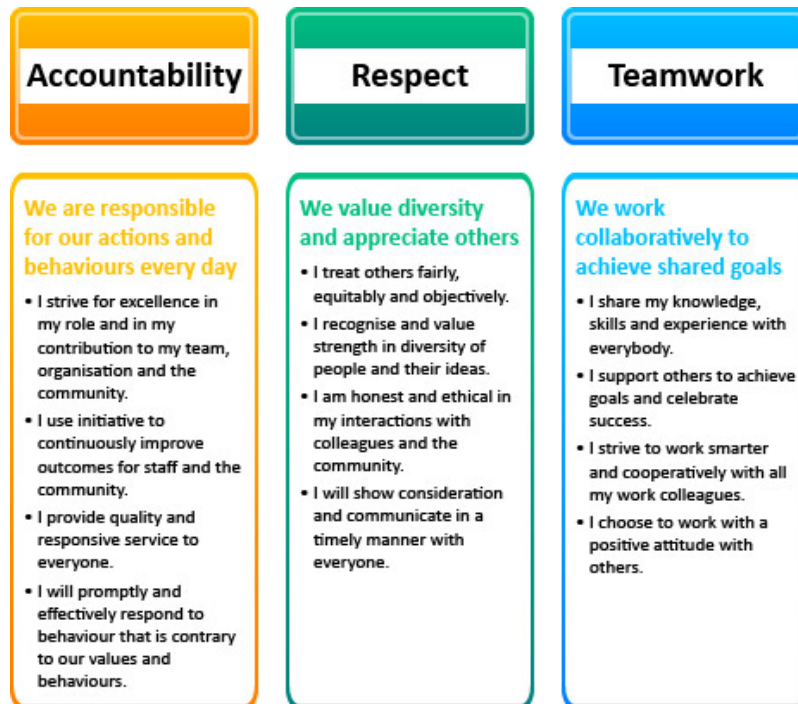 Accountability
We are responsible
for our actions and
behaviours every day
• I strive for excellence in
my role and in my
contribution to my team,
organisation and the
community.
• I use initiative to
continuously improve
outcomes for staff and the
community.
• I provide quality and
responsive service to
everyone.
• I will promptly and
effectively respond to
behaviour that is contrary
to our values and
behaviours.
Respect
We value diversity
and appreciate others
• I treat others fairly,
equitably and objectively.
• I recognise and value
strength in diversity of
people and their ideas.
• I am honest and ethical in
my interactions with
colleagues and the
community.
• I will show consideration
and communicate in a
timely manner with
everyone.
Teamwork
We work
collaboratively to
achieve shared goals
• I share my knowledge,
skills and experience with
everybody.
• I support others to achieve
goals and celebrate
success.
• I strive to work smarter
and cooperatively with all
my work colleagues.
• I choose to work with a
positive attitude with
others.